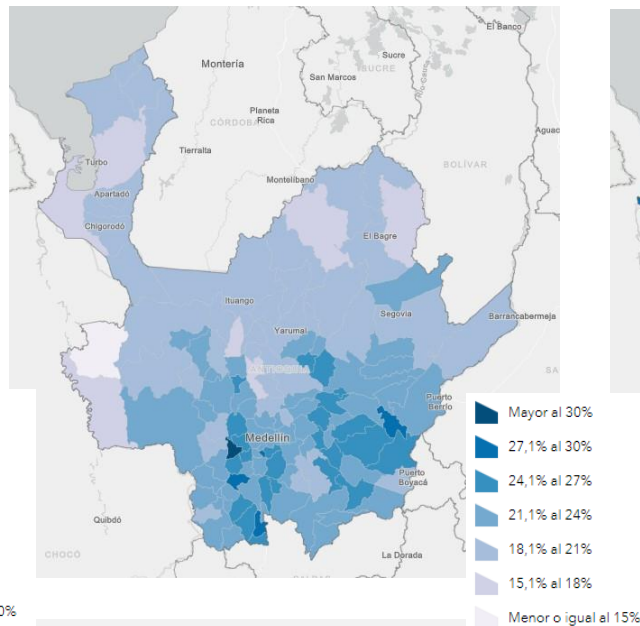 El Banco
Montería
Sucre
SUCRE
San Marcos
Planeta
Rica
CÓRDOBA
Tierralta
Turbo
BOLÍVAR
Montelíbano
Apartadó
Chigorodó
El Bagre
Ituango
Segovia
Barrancabermeja
Yarumal
ANTIOQUIA
Puerto
Berrío
Medellín
Puerto
Boyacá
Quibdó
CHOCÓ
La Dorada
Mayor al 30%
27,1% al 30%
24,1% al 27%
21,1% al 24%
18,1% al 21%
15,1% al 18%
Menor o igual al 15%
0%